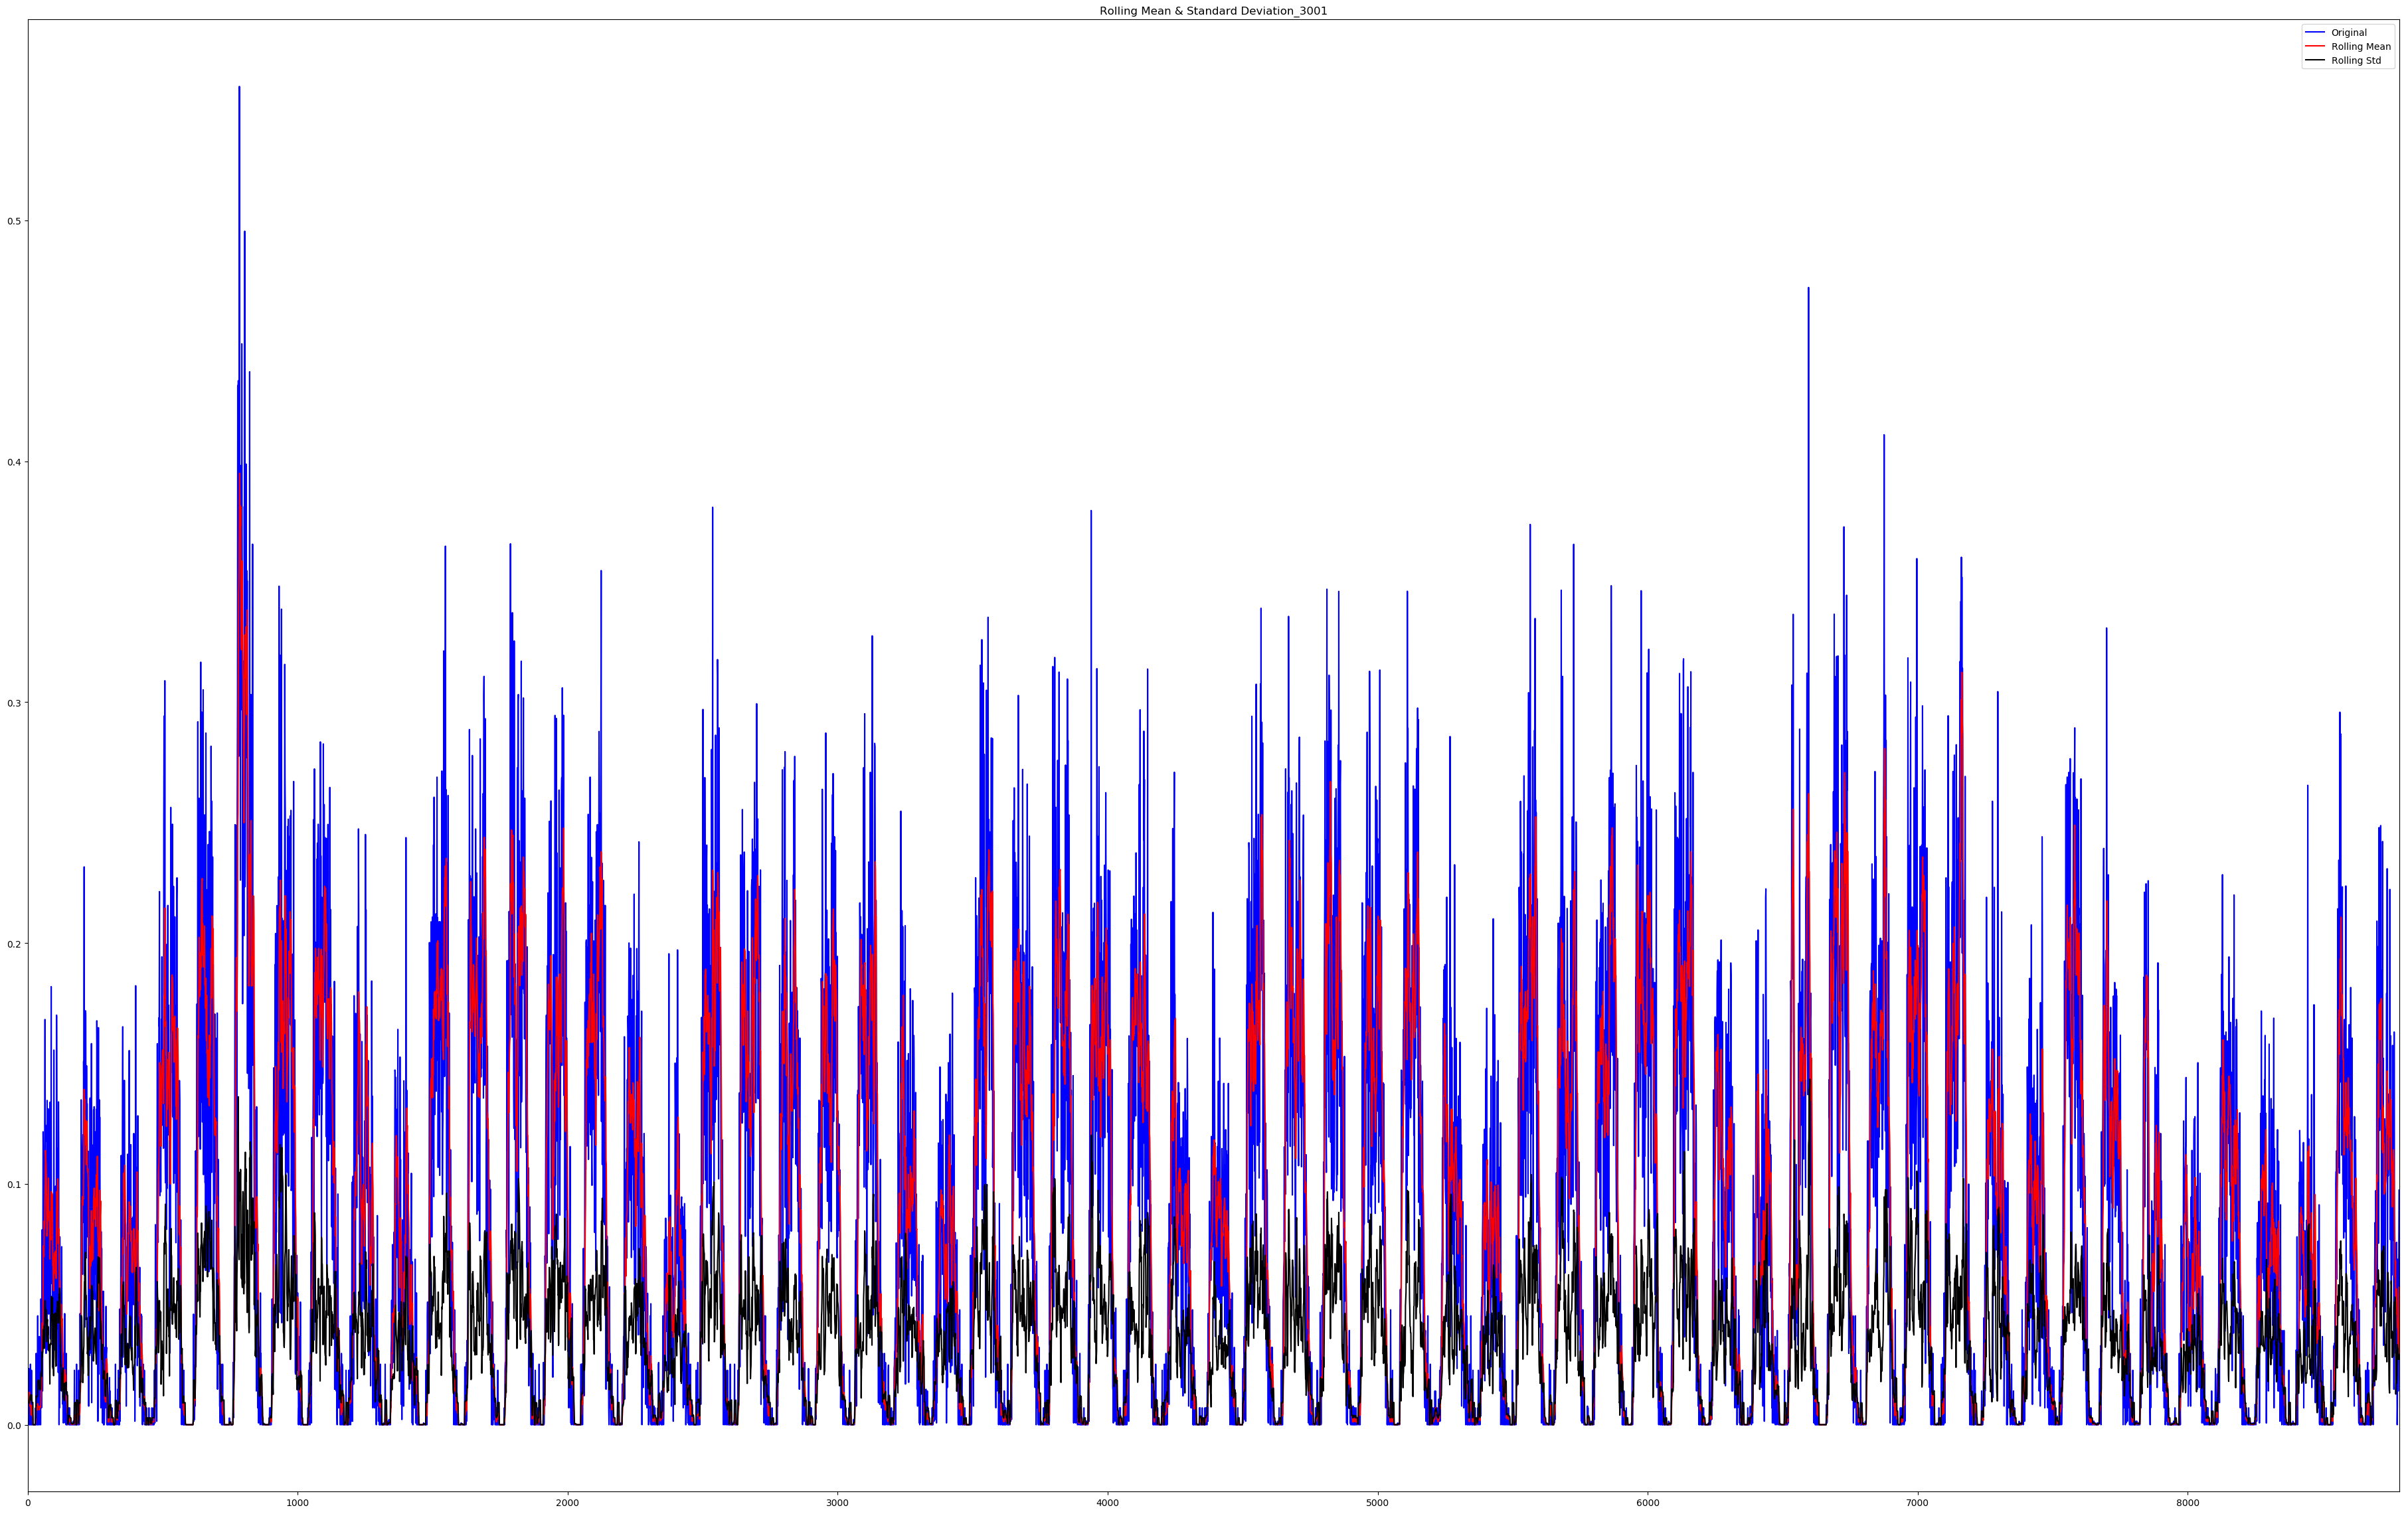 Rolling Mean & Standard Deviation_3001
Original
Rolling Mean
Rolling Std
0.5
0.4
0.3
0.2
0.1
0.0
0 1000 2000 3000 4000 5000 6000 7000 8000